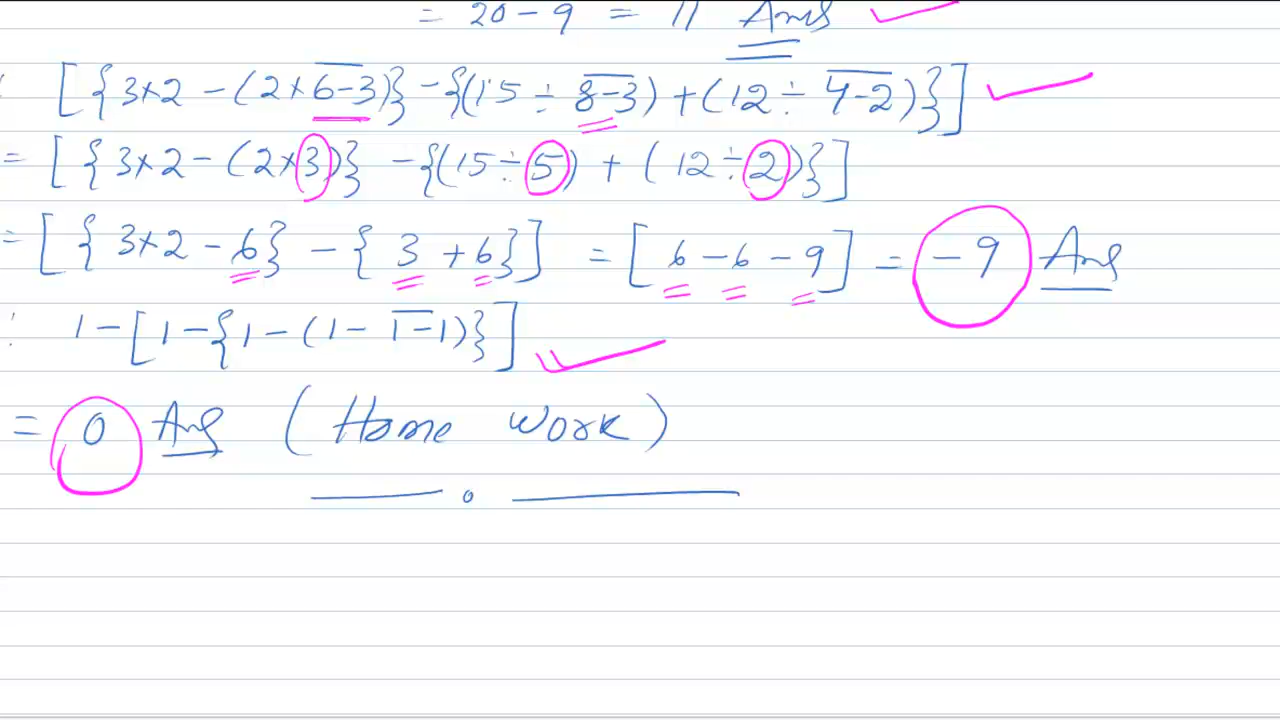 = 20 - 9 = 11 Ans
[{3×2 - (2×6̅-̅3̅)} - {(15 ÷ 8̅-̅3̅) + (12 ÷ 4̅-̅2̅)}]
= [{3×2 - (2×3)} - {(15÷5) + (12÷2)}]
= [{3×2 - 6} - {3 + 6}] = [6 - 6 - 9] = -9 Ans
1 - [1 - {1 - (1 - 1̅-̅1)}]
= 0 Ans (Home Work)